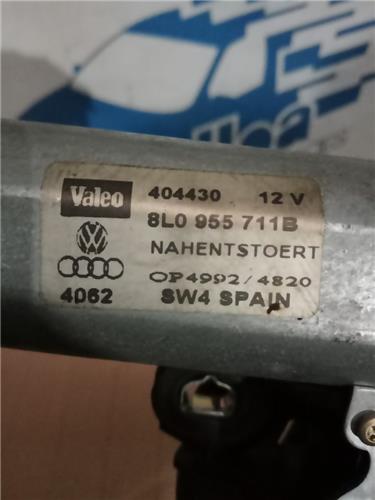 Valeo 404430 12 V
8L0 955 711B
NAHENTSTOERT
OP4992/4820
4062 SW4 SPAIN